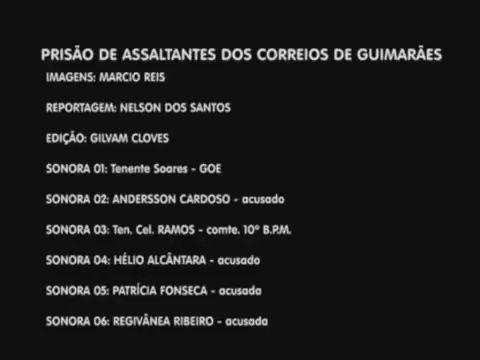 PRISÃO DE ASSALTANTES DOS CORREIOS DE GUIMARÃES
IMAGENS: MARCIO REIS
REPORTAGEM: NELSON DOS SANTOS
EDIÇÃO: GILVAM CLOVES
SONORA 01: Tenente Soares - GOE
SONORA 02: ANDERSSON CARDOSO - acusado
SONORA 03: Ten. Cel. RAMOS - comte. 10º B.P.M.
SONORA 04: HÉLIO ALCÂNTARA - acusado
SONORA 05: PATRÍCIA FONSECA - acusada
SONORA 06: REGIVÂNEA RIBEIRO - acusada